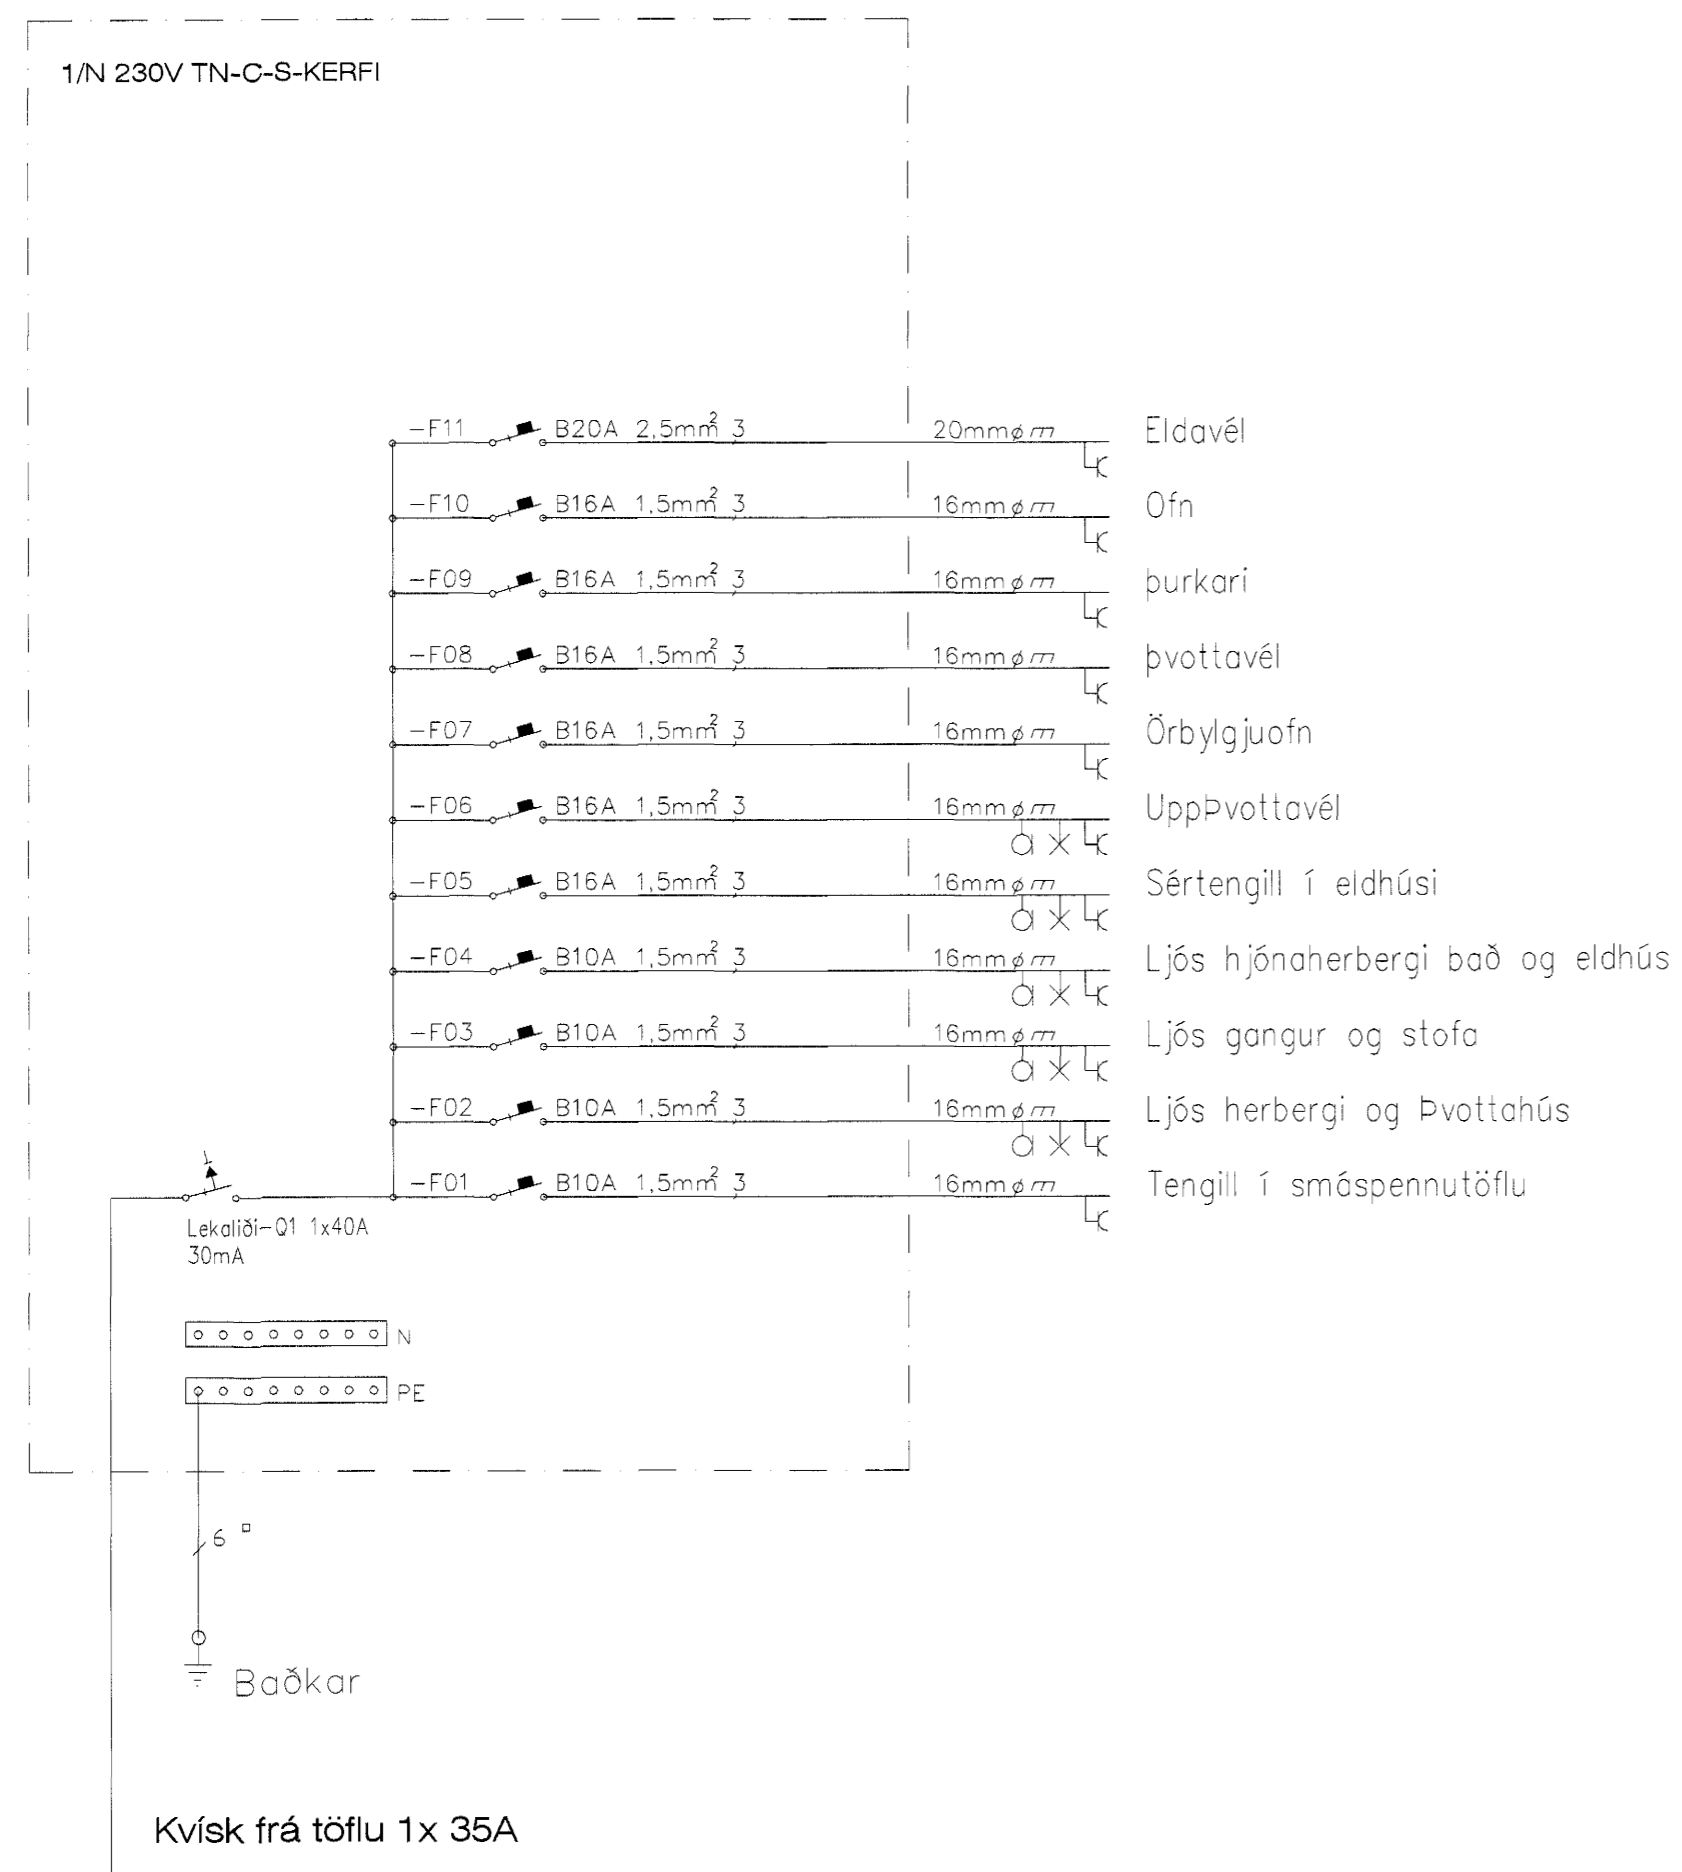 1/N 230V TN-C-S-KERFI
-F11 B20A 2,5mm² 3 20mmø Eldavél
-F10 B16A 1,5mm² 3 16mmø Ofn
-F09 B16A 1,5mm² 3 16mmø þurkari
-F08 B16A 1,5mm² 3 16mmø þvottavél
-F07 B16A 1,5mm² 3 16mmø Örbylgjuofn
-F06 B16A 1,5mm² 3 16mmø UppÞvottavél
-F05 B16A 1,5mm² 3 16mmø Sértengill í eldhúsi
-F04 B10A 1,5mm² 3 16mmø Ljós hjónaherbergi bað og eldhús
-F03 B10A 1,5mm² 3 16mmø Ljós gangur og stofa
-F02 B10A 1,5mm² 3 16mmø Ljós herbergi og Þvottahús
-F01 B10A 1,5mm² 3 16mmø Tengill í smáspennutöflu
Lekaliði-Q1 1x40A
30mA
N
PE
6 □
Baðkar
Kvísk frá töflu 1x 35A